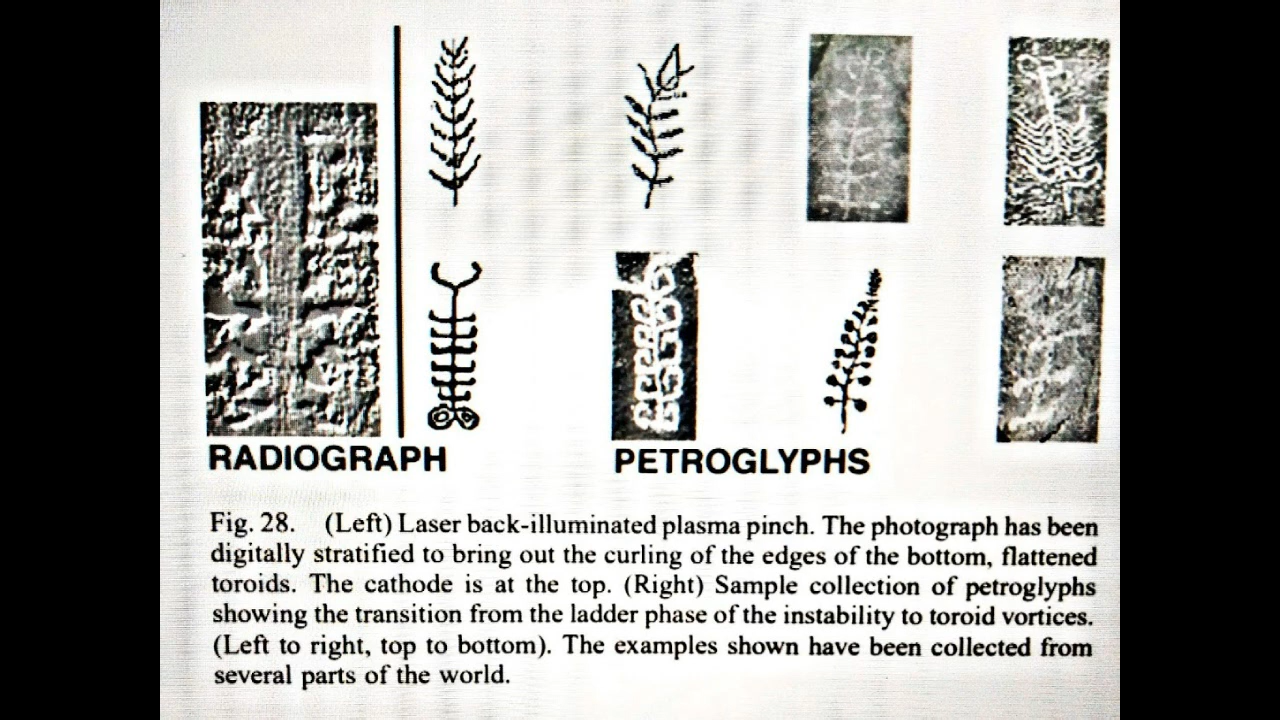 RADIOGRAPH
PETROGLYPHS
Fig. 28. (Left) Laser back-illuminated plasma pinch. The photograph has been
digitally stratified to bring out the curling of the edges of the bottom, flattened
toroids. The cathode is at the top. (Right) Sample collection of petroglyphs
showing the transition from the ladder phase of the instability to toroid vortices.
(Left to right, top to bottom). The examples shown have been collected from
several parts of the world.